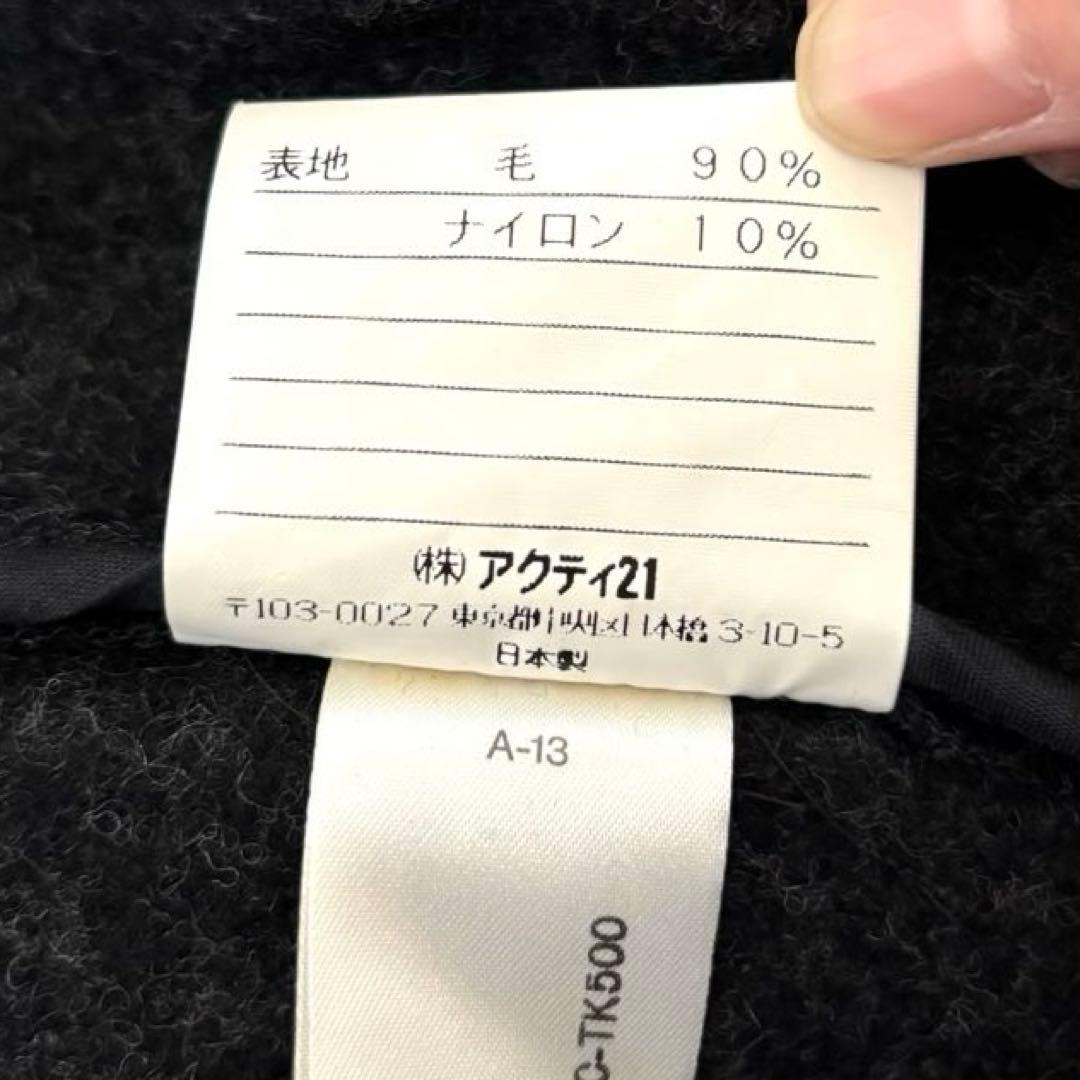 表地 毛 90%
ナイロン 10%
(株)アクティ21
〒103-0027 東京都中央区日本橋 3-10-5
日本製
A-13
C-TK500